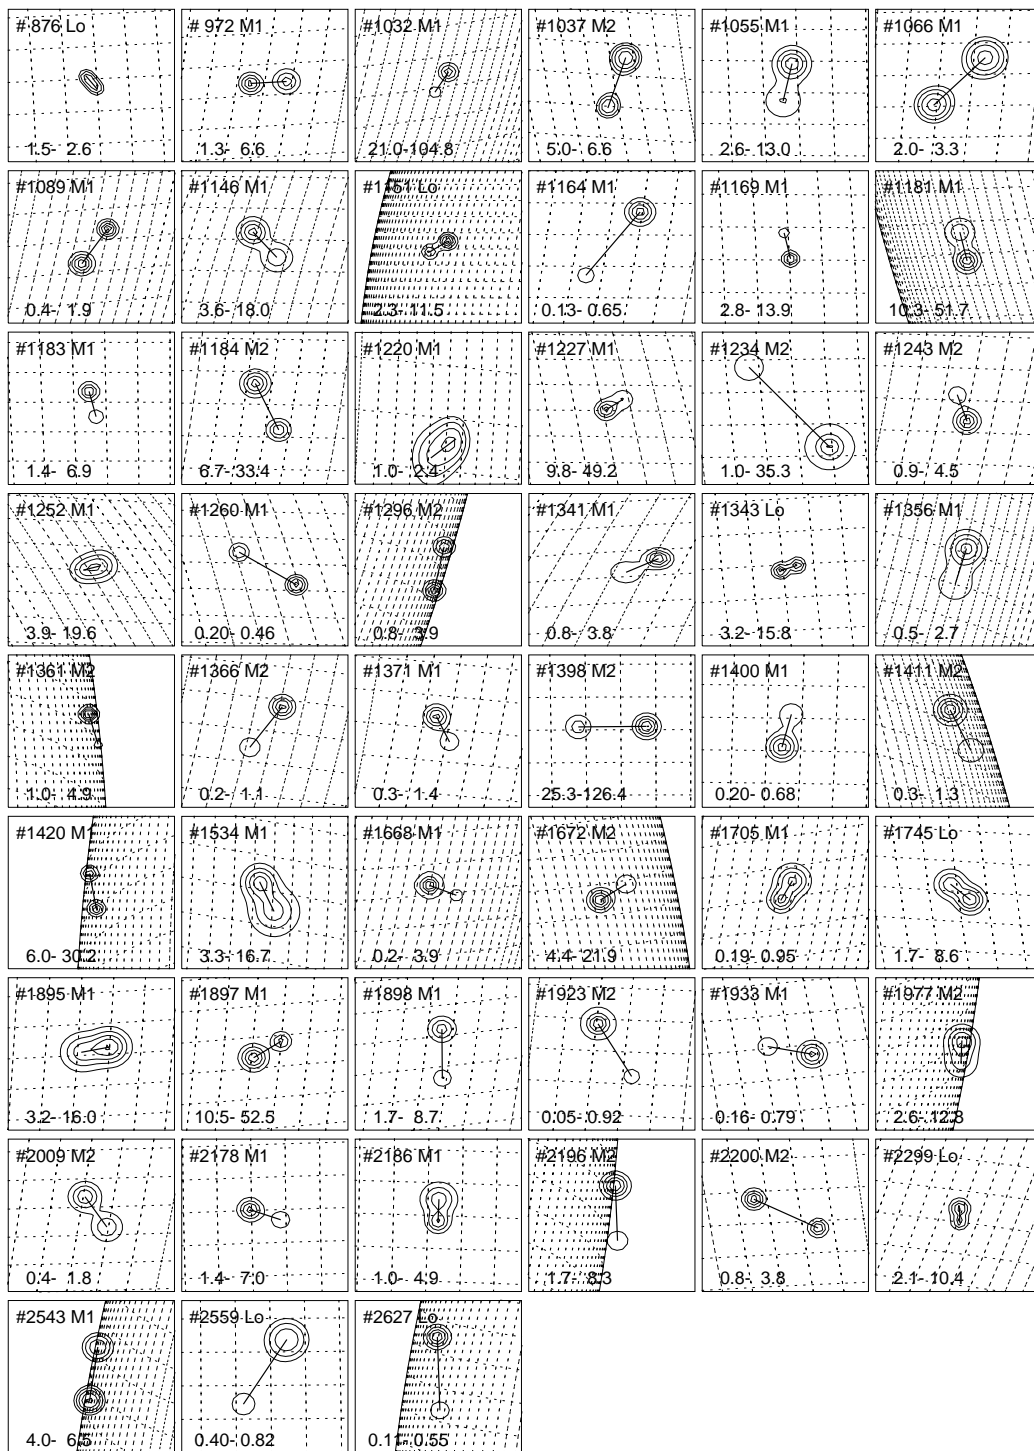 # 876 Lo
1.5- 2.6
# 972 M1
1.3- 6.6
#1032 M1
21.0-104.8
#1037 M2
5.0- 6.6
#1055 M1
2.6- 13.0
#1066 M1
2.0- 3.3
#1089 M1
0.4- 1.9
#1146 M1
3.6- 18.0
#1151 Lo
2.3- 11.5
#1164 M1
0.13- 0.65
#1169 M1
2.8- 13.9
#1181 M1
10.3- 51.7
#1183 M1
1.4- 6.9
#1184 M2
6.7- 33.4
#1220 M1
1.0- 2.4
#1227 M1
9.8- 49.2
#1234 M2
1.0- 35.3
#1243 M2
0.9- 4.5
#1252 M1
3.9- 19.6
#1260 M1
0.20- 0.46
#1296 M2
0.8- 3.9
#1341 M1
0.8- 3.8
#1343 Lo
3.2- 15.8
#1356 M1
0.5- 2.7
#1361 M2
1.0- 4.9
#1366 M2
0.2- 1.1
#1371 M1
0.3- 1.4
#1398 M2
25.3-126.4
#1400 M1
0.20- 0.68
#1411 M2
0.3- 1.3
#1420 M1
6.0- 30.2
#1534 M1
3.3- 16.7
#1668 M1
0.2- 3.9
#1672 M2
4.4- 21.9
#1705 M1
0.19- 0.95
#1745 Lo
1.7- 8.6
#1895 M1
3.2- 16.0
#1897 M1
10.5- 52.5
#1898 M1
1.7- 8.7
#1923 M2
0.05- 0.92
#1933 M1
0.16- 0.79
#1977 M2
2.6- 12.8
#2009 M2
0.4- 1.8
#2178 M1
1.4- 7.0
#2186 M1
1.0- 4.9
#2196 M2
1.7- 8.3
#2200 M2
0.8- 3.8
#2299 Lo
2.1- 10.4
#2543 M1
4.0- 6.5
#2559 Lo
0.40- 0.82
#2627 Lo
0.11- 0.55